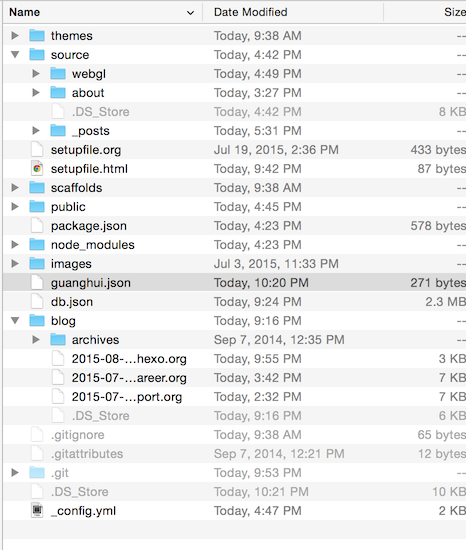 Name Date Modified Size
themes Today, 9:38 AM --
source Today, 4:42 PM --
webgl Today, 4:49 PM --
about Today, 3:27 PM --
.DS_Store Today, 4:42 PM 8 KB
_posts Today, 5:31 PM --
setupfile.org Jul 19, 2015, 2:36 PM 433 bytes
setupfile.html Today, 9:42 PM 87 bytes
scaffolds Today, 9:38 AM --
public Today, 4:45 PM --
package.json Today, 4:23 PM 578 bytes
node_modules Today, 4:23 PM --
images Jul 3, 2015, 11:33 PM --
guanghui.json Today, 10:20 PM 271 bytes
db.json Today, 9:24 PM 2.3 MB
blog Today, 9:16 PM --
archives Sep 7, 2014, 12:35 PM --
2015-08-...hexo.org Today, 9:55 PM 3 KB
2015-07-...areer.org Today, 3:42 PM 7 KB
2015-07-...port.org Today, 2:32 PM 7 KB
.DS_Store Today, 9:16 PM 6 KB
.gitignore Today, 9:38 AM 65 bytes
.gitattributes Sep 7, 2014, 12:21 PM 12 bytes
.git Today, 9:53 PM --
.DS_Store Today, 10:21 PM 10 KB
_config.yml Today, 4:47 PM 2 KB